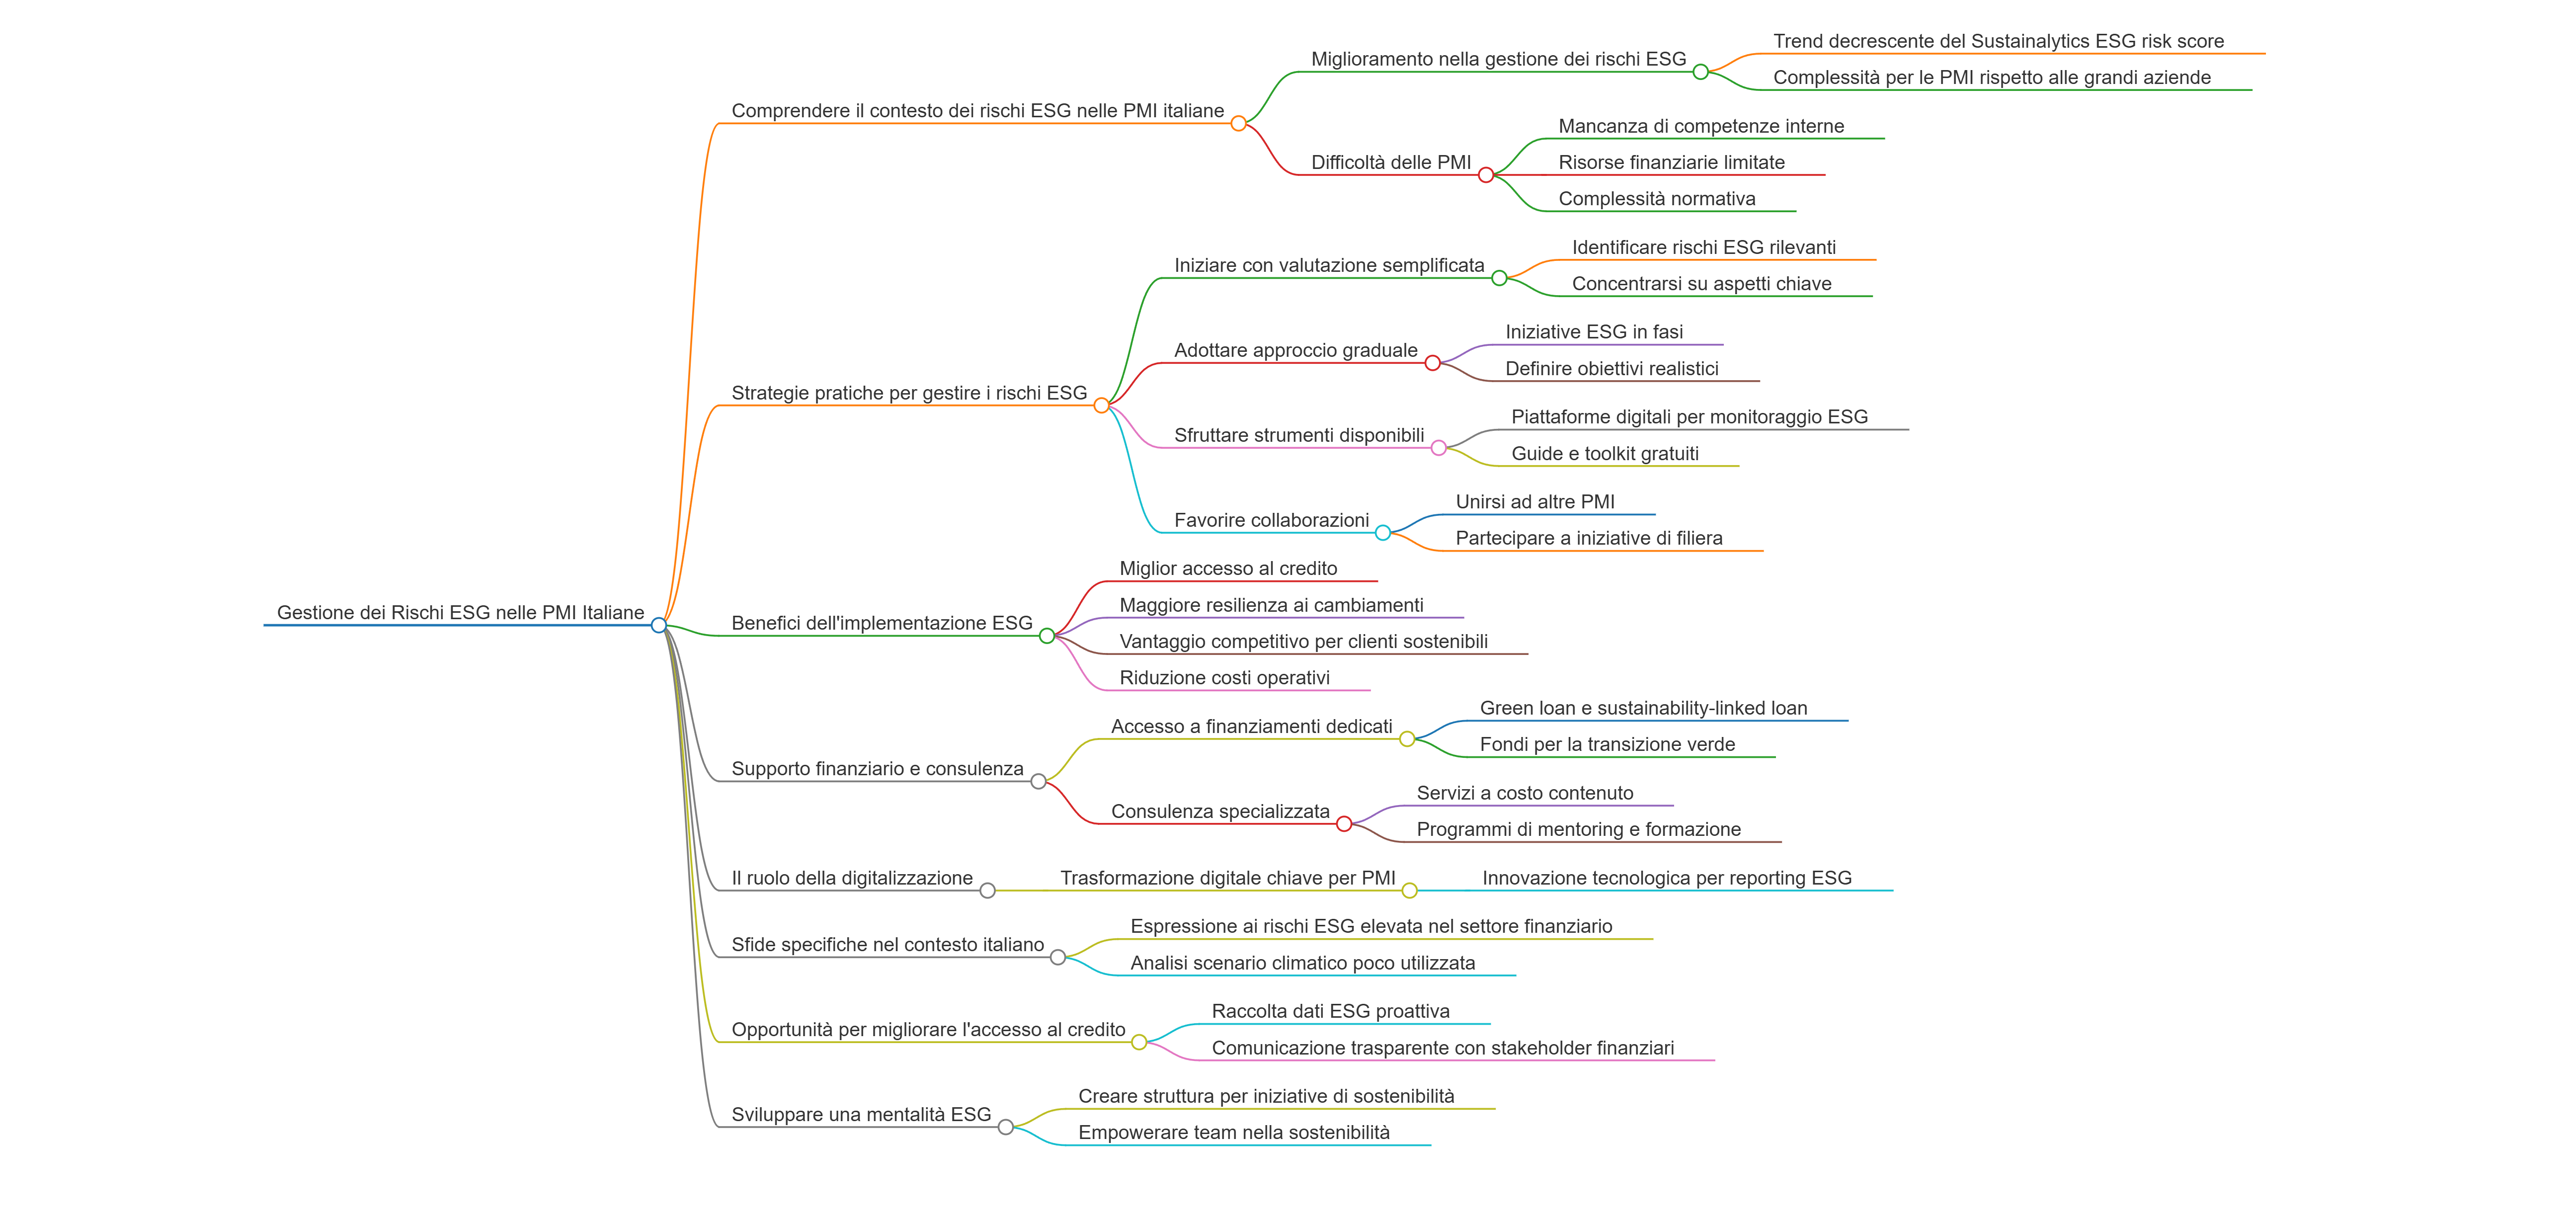 Gestione dei Rischi ESG nelle PMI Italiane
Comprendere il contesto dei rischi ESG nelle PMI italiane
Miglioramento nella gestione dei rischi ESG
Trend decrescente del Sustainalytics ESG risk score
Complessità per le PMI rispetto alle grandi aziende
Difficoltà delle PMI
Mancanza di competenze interne
Risorse finanziarie limitate
Complessità normativa
Strategie pratiche per gestire i rischi ESG
Iniziare con valutazione semplificata
Identificare rischi ESG rilevanti
Concentrarsi su aspetti chiave
Adottare approccio graduale
Iniziative ESG in fasi
Definire obiettivi realistici
Sfruttare strumenti disponibili
Piattaforme digitali per monitoraggio ESG
Guide e toolkit gratuiti
Favorire collaborazioni
Unirsi ad altre PMI
Partecipare a iniziative di filiera
Benefici dell'implementazione ESG
Miglior accesso al credito
Maggiore resilienza ai cambiamenti
Vantaggio competitivo per clienti sostenibili
Riduzione costi operativi
Supporto finanziario e consulenza
Accesso a finanziamenti dedicati
Green loan e sustainability-linked loan
Fondi per la transizione verde
Consulenza specializzata
Servizi a costo contenuto
Programmi di mentoring e formazione
Il ruolo della digitalizzazione
Trasformazione digitale chiave per PMI
Innovazione tecnologica per reporting ESG
Sfide specifiche nel contesto italiano
Espressione ai rischi ESG elevata nel settore finanziario
Analisi scenario climatico poco utilizzata
Opportunità per migliorare l'accesso al credito
Raccolta dati ESG proattiva
Comunicazione trasparente con stakeholder finanziari
Sviluppare una mentalità ESG
Creare struttura per iniziative di sostenibilità
Empowerare team nella sostenibilità